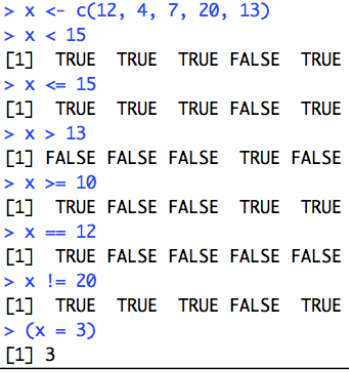 > x <- c(12, 4, 7, 20, 13)
> x < 15
[1]  TRUE  TRUE  TRUE FALSE  TRUE
> x <= 15
[1]  TRUE  TRUE  TRUE FALSE  TRUE
> x > 13
[1] FALSE FALSE FALSE  TRUE FALSE
> x >= 10
[1]  TRUE FALSE FALSE  TRUE  TRUE
> x == 12
[1]  TRUE FALSE FALSE FALSE FALSE
> x != 20
[1]  TRUE  TRUE  TRUE FALSE  TRUE
> (x = 3)
[1] 3